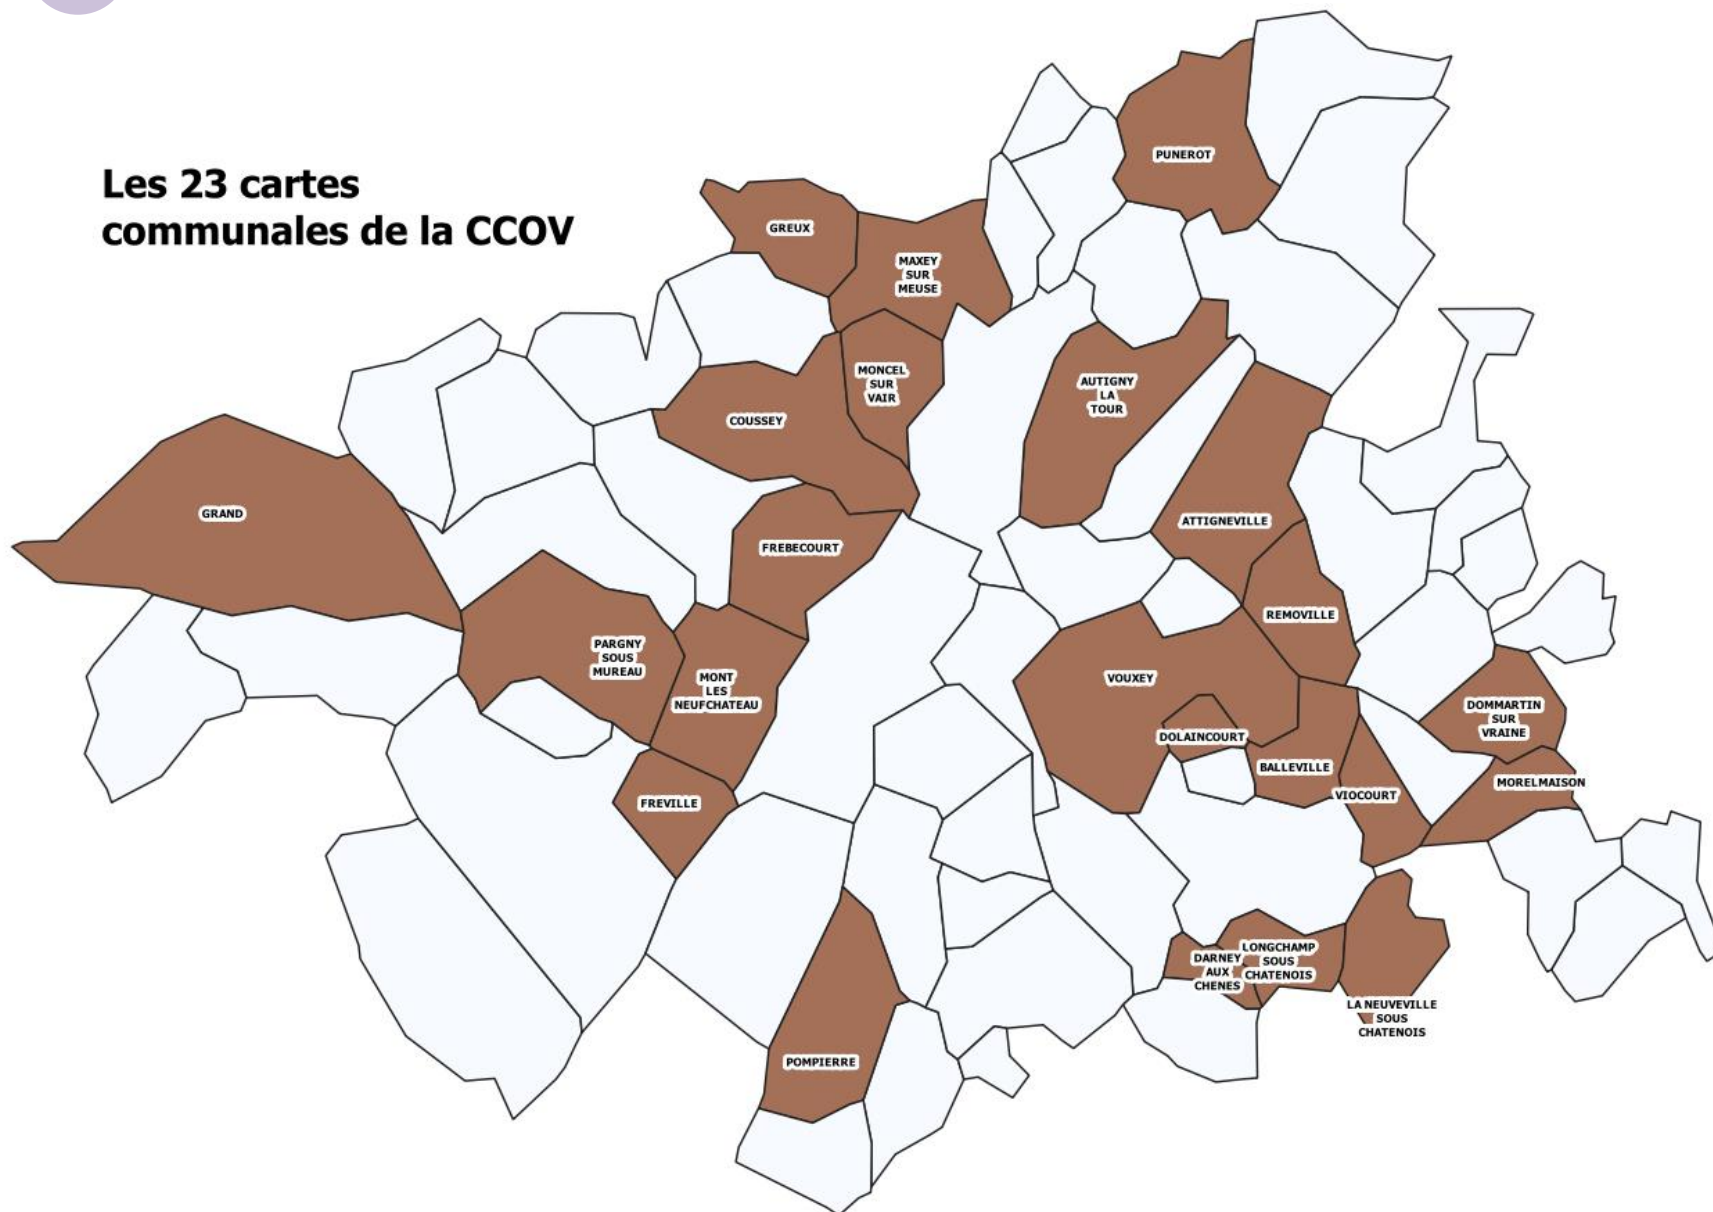 Les 23 cartes
communales de la CCOV
PUNEROT
GREUX
MAXEY
SUR
MEUSE
MONCEL
SUR
VAIR
AUTIGNY
LA
TOUR
COUSSEY
GRAND
ATTIGNEVILLE
FREBECOURT
REMOVILLE
PARGNY
SOUS
MUREAU
MONT
LES
NEUFCHATEAU
VOUXEY
DOMMARTIN
SUR
VRAINE
DOLAINCOURT
BALLEVILLE
MORELMAISON
VIOCOURT
FREVILLE
DARNEY
AUX
CHENES
LONGCHAMP
SOUS
CHATENOIS
LA NEUVEVILLE
SOUS
CHATENOIS
POMPIERRE